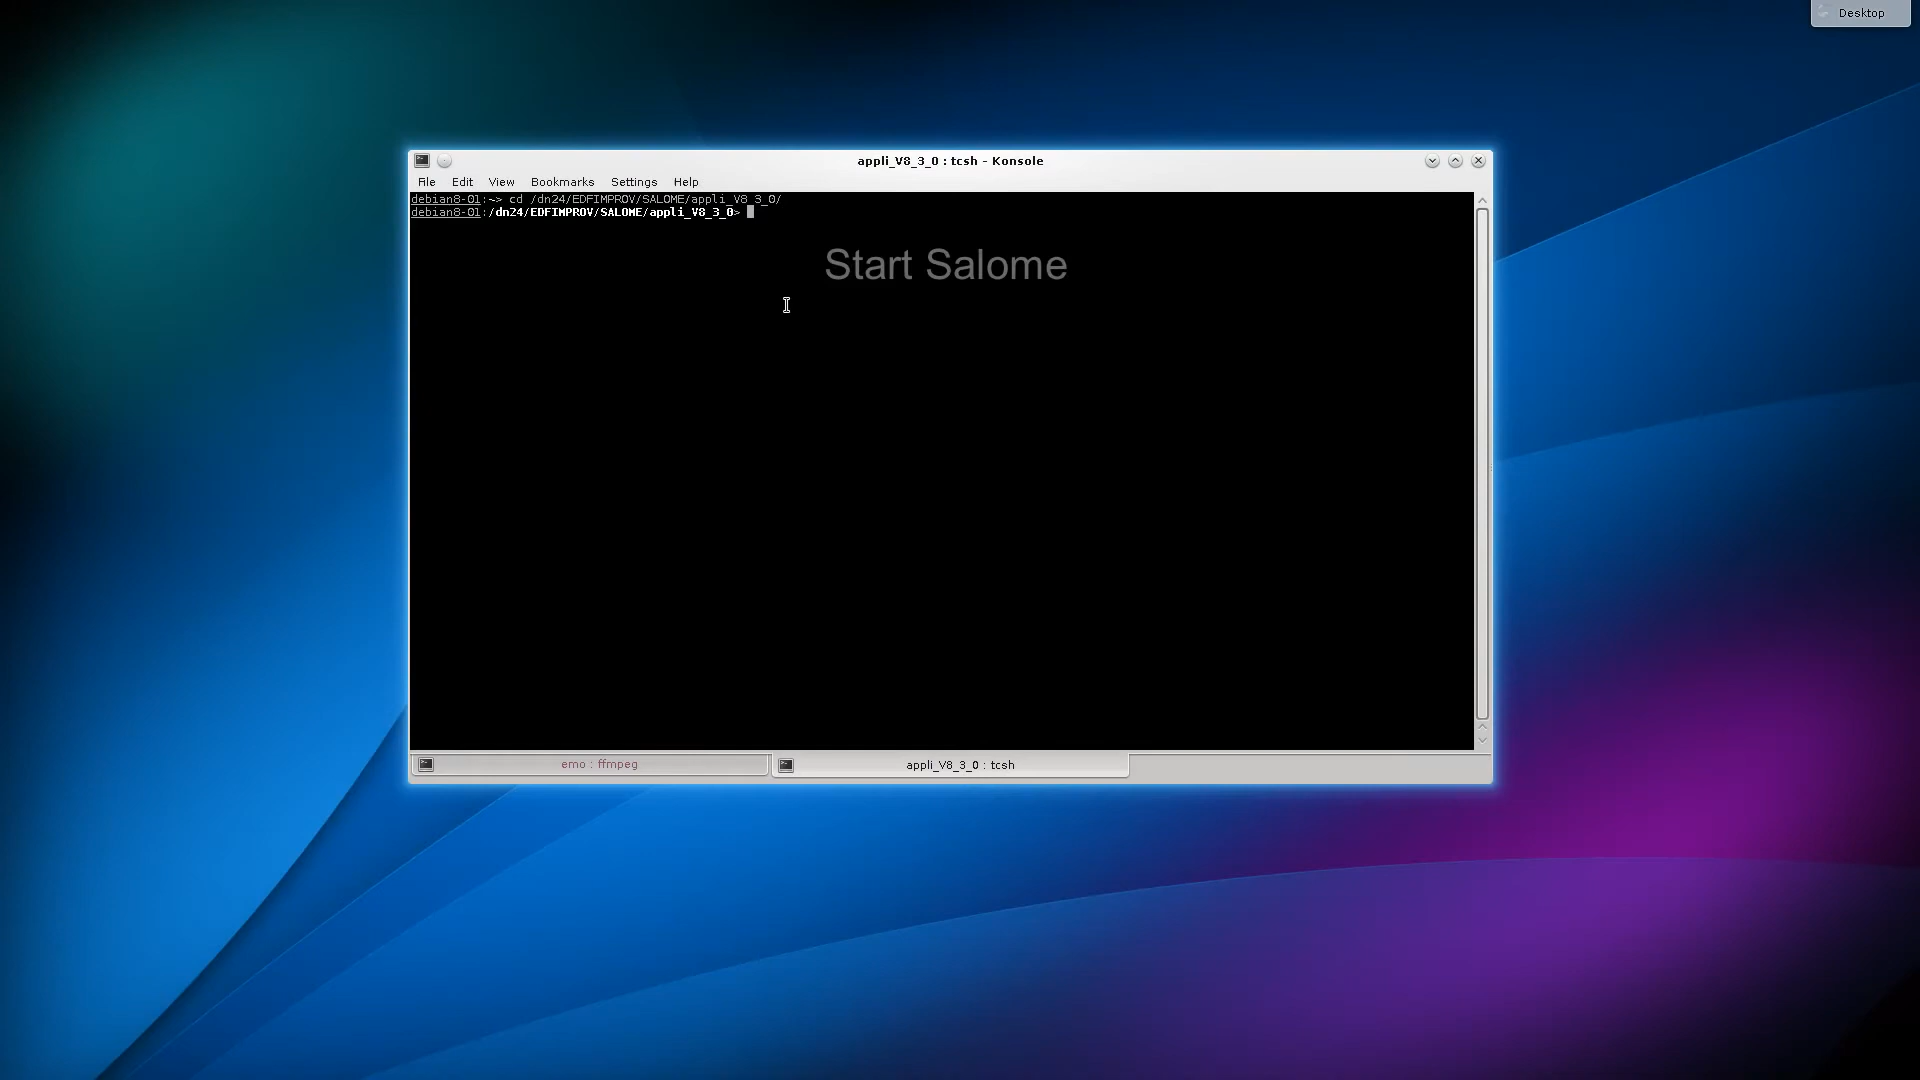 Desktop
appli_V8_3_0 : tcsh - Konsole
File Edit View Bookmarks Settings Help
debian8-01:~> cd /dn24/EDFIMPROV/SALOME/appli_V8_3_0/
debian8-01:/dn24/EDFIMPROV/SALOME/appli_V8_3_0>
Start Salome
emo : ffmpeg
appli_V8_3_0 : tcsh